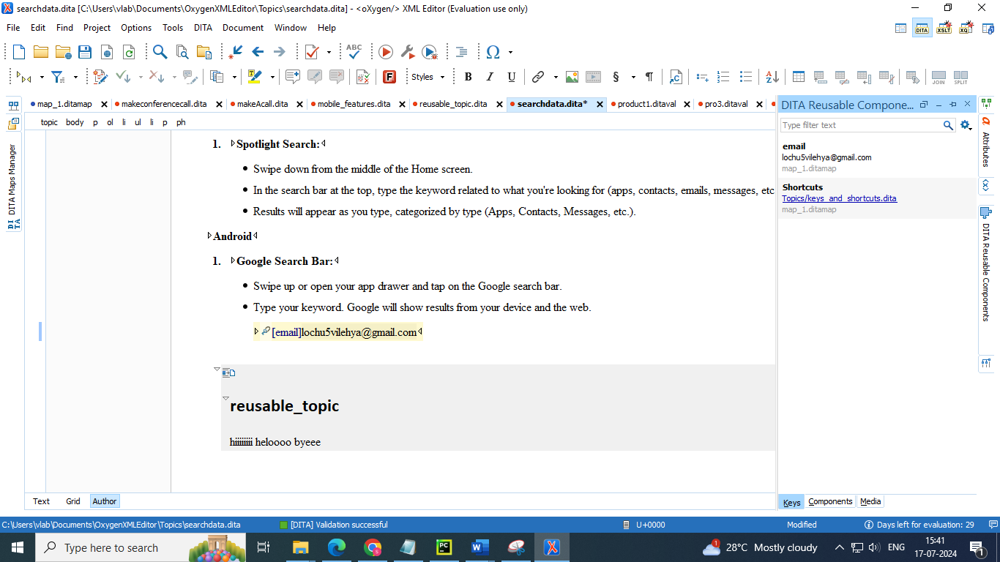 searchdata.dita [C:\Users\vlab\Documents\OxygenXMLEditor\Topics\searchdata.dita] - <oXygen/> XML Editor (Evaluation use only)
File Edit Find Project Options Tools DITA Document Window Help
DITA XSLT XQ
ABC
Styles B I U § ¶ JOIN SPLIT
map_1.ditamap makeconferencecall.dita makeAcall.dita mobile_features.dita reusable_topic.dita searchdata.dita* product1.ditaval pro3.ditaval
topic body p ol li ul li p ph
DITA Maps Manager
1. Spotlight Search:
• Swipe down from the middle of the Home screen.
• In the search bar at the top, type the keyword related to what you're looking for (apps, contacts, emails, messages, etc
• Results will appear as you type, categorized by type (Apps, Contacts, Messages, etc.).
Android
1. Google Search Bar:
• Swipe up or open your app drawer and tap on the Google search bar.
• Type your keyword. Google will show results from your device and the web.
[email]lochu5vilehya@gmail.com
reusable_topic
hiiiiiiii heloooo byeee
Text Grid Author
DITA Reusable Compone...
Type filter text
email
lochu5vilehya@gmail.com
map_1.ditamap
Shortcuts
Topics/keys_and_shortcuts.dita
map_1.ditamap
Keys Components Media
Attributes
DITA Reusable Components
C:\Users\vlab\Documents\OxygenXMLEditor\Topics\searchdata.dita [DITA] Validation successful U+0000 Modified Days left for evaluation: 29
Type here to search 28°C Mostly cloudy ENG 15:41
17-07-2024
1